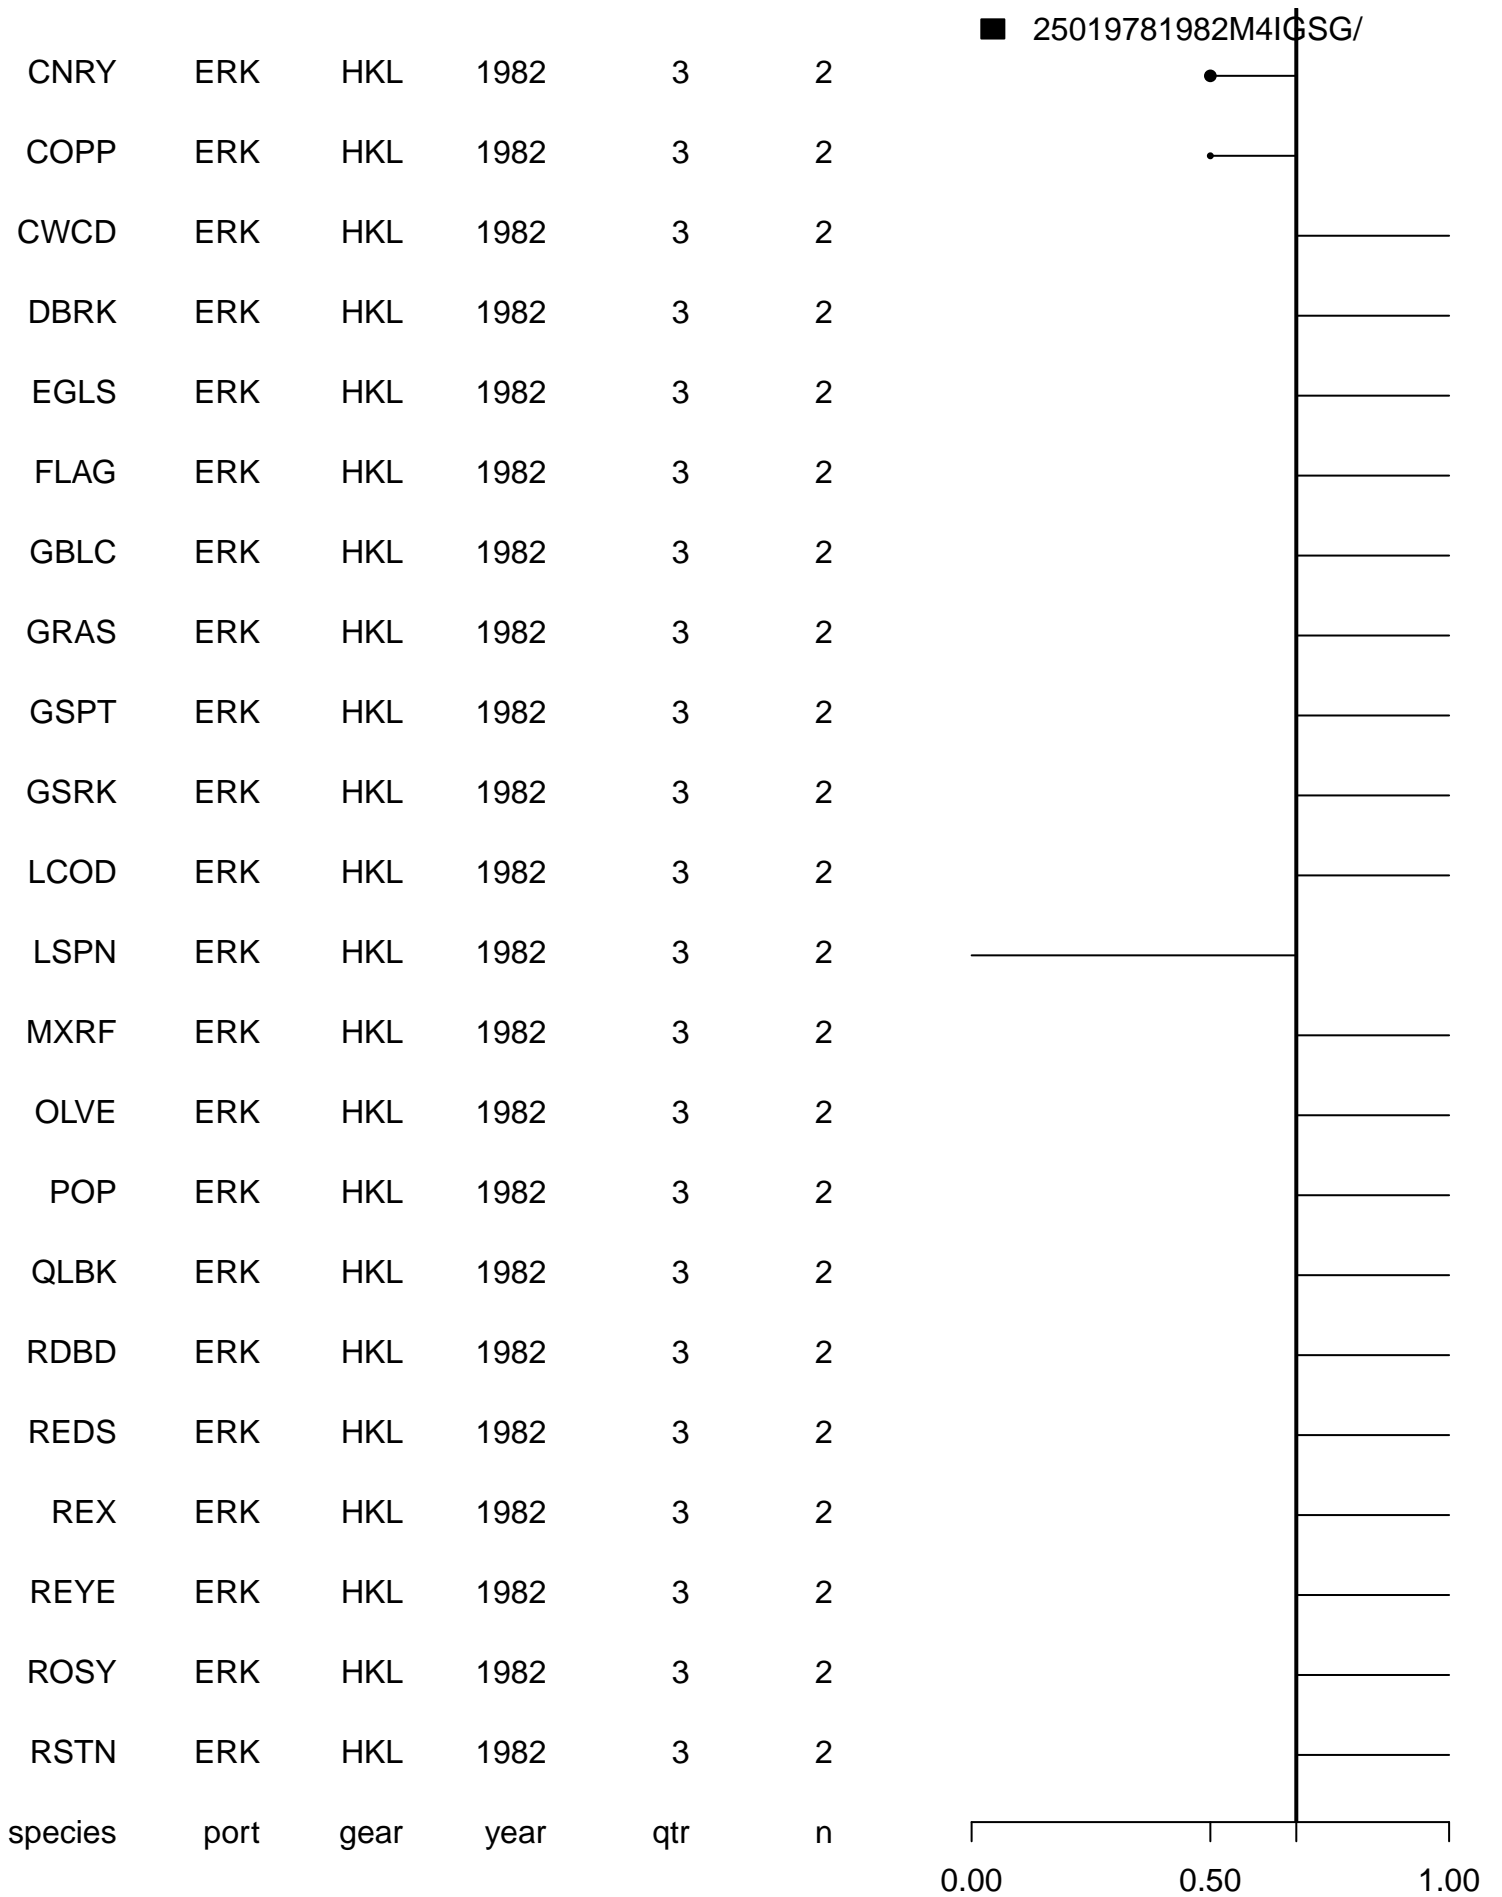 25019781982M4IGSG/
CNRY ERK HKL 1982 3 2
COPP ERK HKL 1982 3 2
CWCD ERK HKL 1982 3 2
DBRK ERK HKL 1982 3 2
EGLS ERK HKL 1982 3 2
FLAG ERK HKL 1982 3 2
GBLC ERK HKL 1982 3 2
GRAS ERK HKL 1982 3 2
GSPT ERK HKL 1982 3 2
GSRK ERK HKL 1982 3 2
LCOD ERK HKL 1982 3 2
LSPN ERK HKL 1982 3 2
MXRF ERK HKL 1982 3 2
OLVE ERK HKL 1982 3 2
POP ERK HKL 1982 3 2
QLBK ERK HKL 1982 3 2
RDBD ERK HKL 1982 3 2
REDS ERK HKL 1982 3 2
REX ERK HKL 1982 3 2
REYE ERK HKL 1982 3 2
ROSY ERK HKL 1982 3 2
RSTN ERK HKL 1982 3 2
species port gear year qtr n
0.00 0.50 1.00